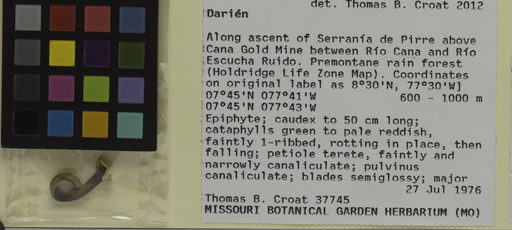 det. Thomas B. Croat 2012
Darién
Along ascent of Serranía de Pirre above
Cana Gold Mine between Río Cana and Río
Escucha Ruido. Premontane rain forest
(Holdridge Life Zone Map). Coordinates
on original label as 8°30'N, 77°30'W]
07°45'N 077°41'W 600 - 1000 m
07°45'N 077°43'W
Epiphyte; caudex to 50 cm long;
cataphylls green to pale reddish,
faintly 1-ribbed, rotting in place, then
falling; petiole terete, faintly and
narrowly canaliculate; pulvinus
canaliculate; blades semiglossy; major
27 Jul 1976
Thomas B. Croat 37745
MISSOURI BOTANICAL GARDEN HERBARIUM (MO)